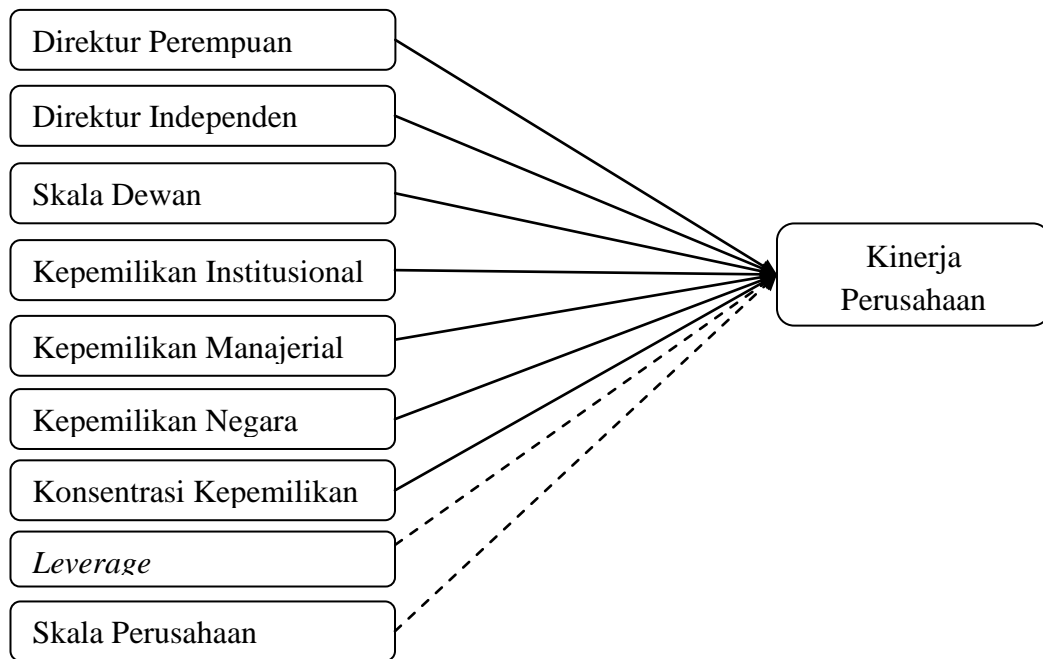 Direktur Perempuan
Direktur Independen
Skala Dewan
Kepemilikan Institusional
Kepemilikan Manajerial
Kepemilikan Negara
Konsentrasi Kepemilikan
Leverage
Skala Perusahaan
Kinerja
Perusahaan